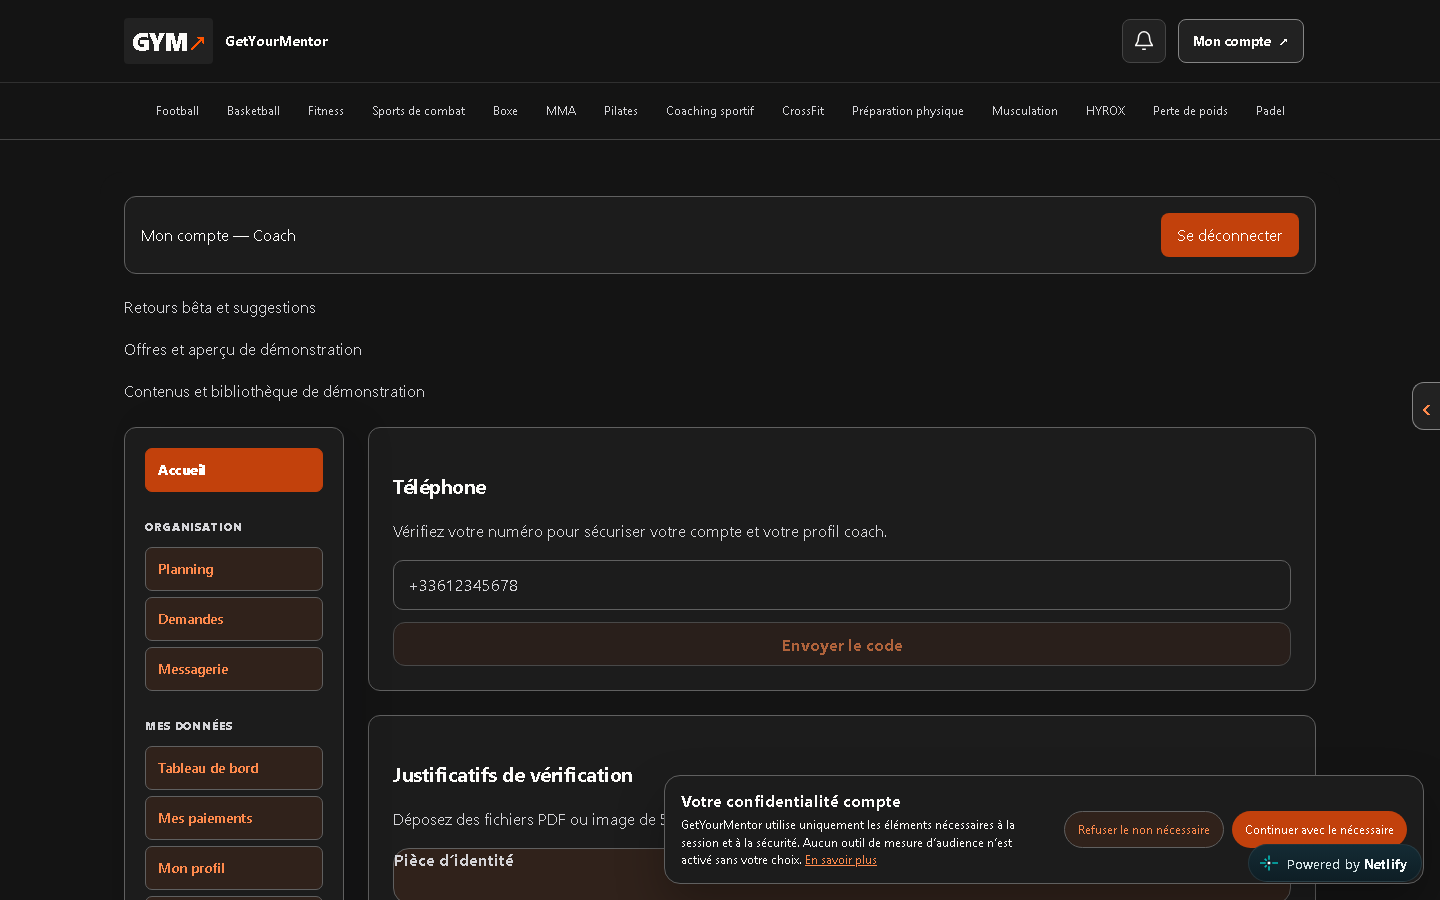 GYM↗ GetYourMentor
Mon compte ↗
Football Basketball Fitness Sports de combat Boxe MMA Pilates Coaching sportif CrossFit Préparation physique Musculation HYROX Perte de poids Padel
Mon compte — Coach
Se déconnecter
Retours bêta et suggestions
Offres et aperçu de démonstration
Contenus et bibliothèque de démonstration
Accueil
ORGANISATION
Planning
Demandes
Messagerie
MES DONNÉES
Tableau de bord
Mes paiements
Mon profil
Téléphone
Vérifiez votre numéro pour sécuriser votre compte et votre profil coach.
+33612345678
Envoyer le code
Justificatifs de vérification
Déposez des fichiers PDF ou image de 5
Pièce d’identité
Votre confidentialité compte
GetYourMentor utilise uniquement les éléments nécessaires à la
session et à la sécurité. Aucun outil de mesure d’audience n’est
activé sans votre choix. En savoir plus
Refuser le non nécessaire
Continuer avec le nécessaire
Powered by Netlify